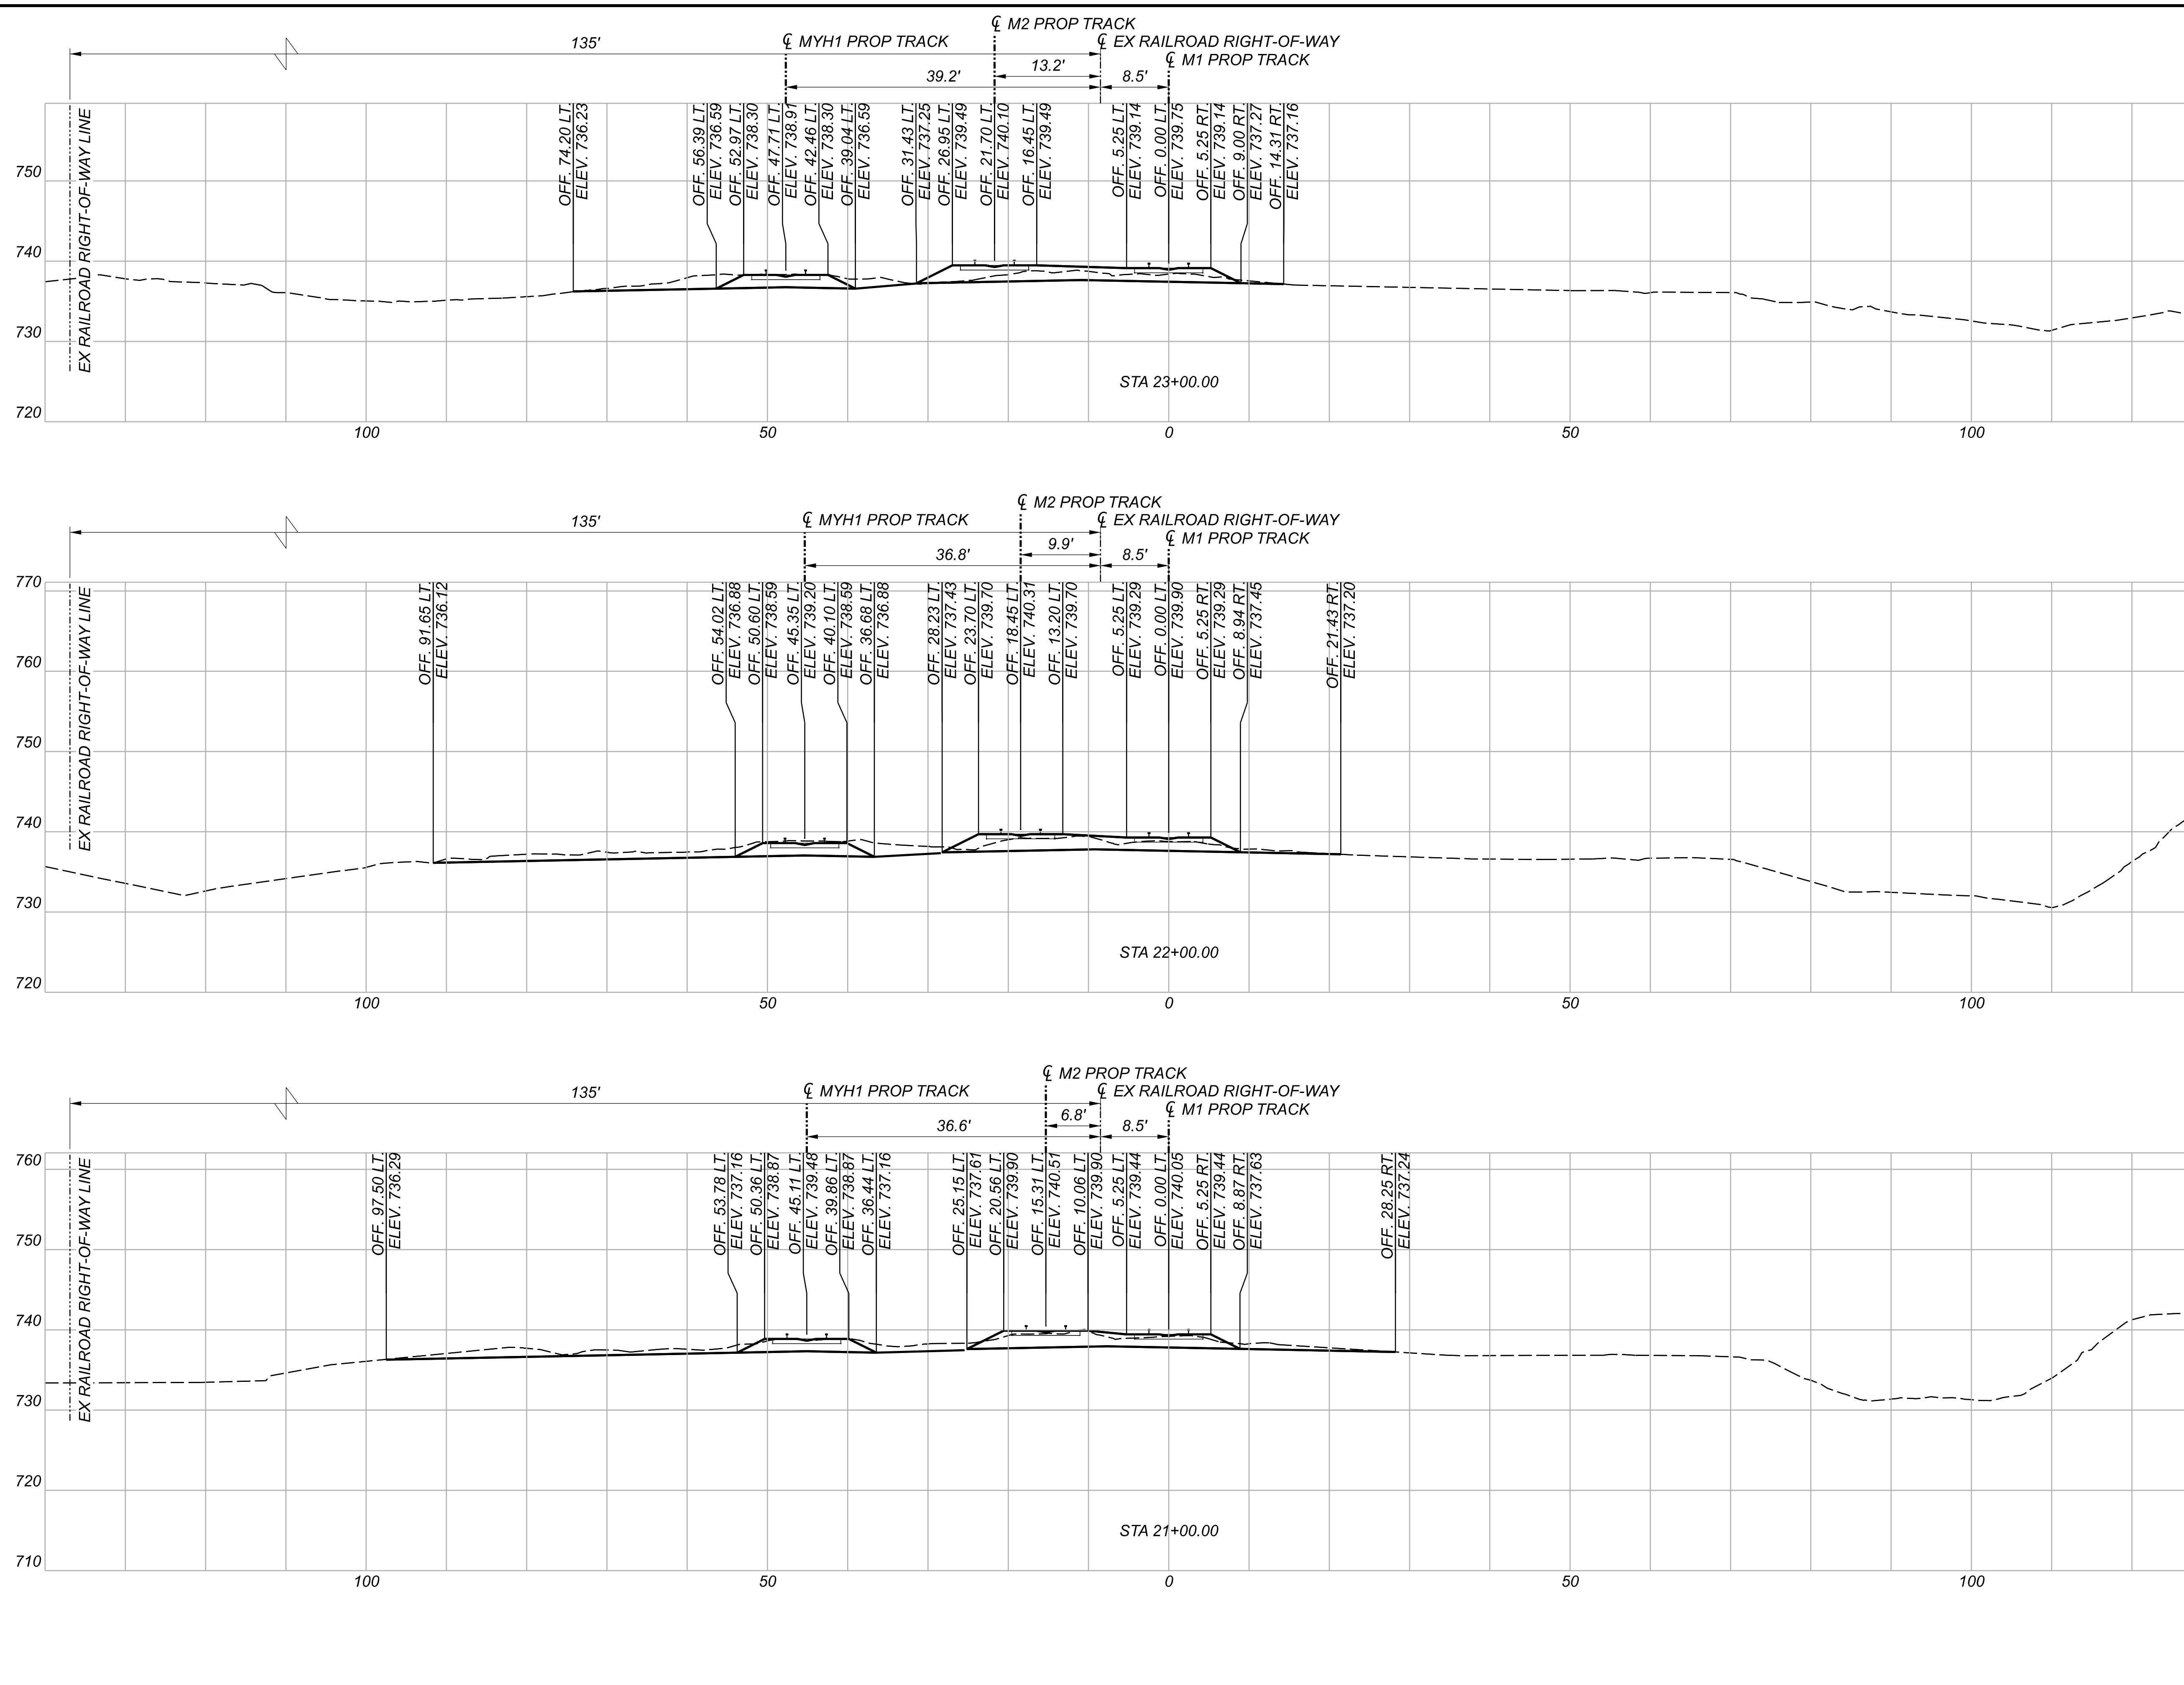 ℄ M2 PROP TRACK
135'
℄ MYH1 PROP TRACK
℄ EX RAILROAD RIGHT-OF-WAY
℄ M1 PROP TRACK
39.2'
13.2'
8.5'
EX RAILROAD RIGHT-OF-WAY LINE
OFF. 74.20 LT.
ELEV. 736.23
OFF. 56.39 LT.
ELEV. 736.59
OFF. 52.97 LT.
ELEV. 738.30
OFF. 47.71 LT.
ELEV. 738.91
OFF. 42.46 LT.
ELEV. 738.30
OFF. 39.04 LT.
ELEV. 736.59
OFF. 31.43 LT.
ELEV. 737.25
OFF. 26.95 LT.
ELEV. 739.49
OFF. 21.70 LT.
ELEV. 740.10
OFF. 16.45 LT.
ELEV. 739.49
OFF. 5.25 LT.
ELEV. 739.14
OFF. 0.00 LT.
ELEV. 739.75
OFF. 5.25 RT.
ELEV. 739.14
OFF. 9.00 RT.
ELEV. 737.27
OFF. 14.31 RT.
ELEV. 737.16
750
740
730
720
STA 23+00.00
100
50
0
50
100
℄ M2 PROP TRACK
135'
℄ MYH1 PROP TRACK
℄ EX RAILROAD RIGHT-OF-WAY
℄ M1 PROP TRACK
36.8'
9.9'
8.5'
EX RAILROAD RIGHT-OF-WAY LINE
OFF. 91.65 LT.
ELEV. 736.12
OFF. 54.02 LT.
ELEV. 736.88
OFF. 50.60 LT.
ELEV. 738.59
OFF. 45.35 LT.
ELEV. 739.20
OFF. 40.10 LT.
ELEV. 738.59
OFF. 36.68 LT.
ELEV. 736.88
OFF. 28.23 LT.
ELEV. 737.43
OFF. 23.70 LT.
ELEV. 739.70
OFF. 18.45 LT.
ELEV. 740.31
OFF. 13.20 LT.
ELEV. 739.70
OFF. 5.25 LT.
ELEV. 739.29
OFF. 0.00 LT.
ELEV. 739.90
OFF. 5.25 RT.
ELEV. 739.29
OFF. 8.94 RT.
ELEV. 737.45
OFF. 21.43 RT.
ELEV. 737.20
770
760
750
740
730
720
STA 22+00.00
100
50
0
50
100
℄ M2 PROP TRACK
135'
℄ MYH1 PROP TRACK
℄ EX RAILROAD RIGHT-OF-WAY
℄ M1 PROP TRACK
36.6'
6.8'
8.5'
EX RAILROAD RIGHT-OF-WAY LINE
OFF. 97.50 LT.
ELEV. 736.29
OFF. 53.78 LT.
ELEV. 737.16
OFF. 50.36 LT.
ELEV. 738.87
OFF. 45.11 LT.
ELEV. 739.48
OFF. 39.86 LT.
ELEV. 738.87
OFF. 36.44 LT.
ELEV. 737.16
OFF. 25.15 LT.
ELEV. 737.61
OFF. 20.56 LT.
ELEV. 739.90
OFF. 15.31 LT.
ELEV. 740.51
OFF. 10.06 LT.
ELEV. 739.90
OFF. 5.25 LT.
ELEV. 739.44
OFF. 0.00 LT.
ELEV. 740.05
OFF. 5.25 RT.
ELEV. 739.44
OFF. 8.87 RT.
ELEV. 737.63
OFF. 28.25 RT.
ELEV. 737.24
760
750
740
730
720
710
STA 21+00.00
100
50
0
50
100